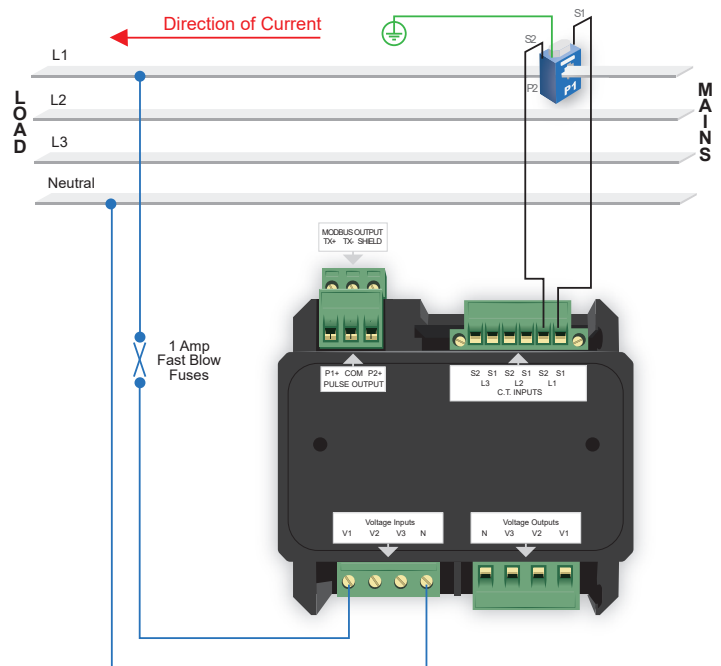 Direction of Current
S2
S1
L1
P2
P1
L2
L3
Neutral
LOAD
MAINS
MODBUS OUTPUT
TX+ TX- SHIELD
1 Amp
Fast Blow
Fuses
P1+ COM P2+
PULSE OUTPUT
S2 S1 S2 S1 S2 S1
L3 L2 L1
C.T. INPUTS
Voltage Inputs
V1 V2 V3 N
Voltage Outputs
N V3 V2 V1